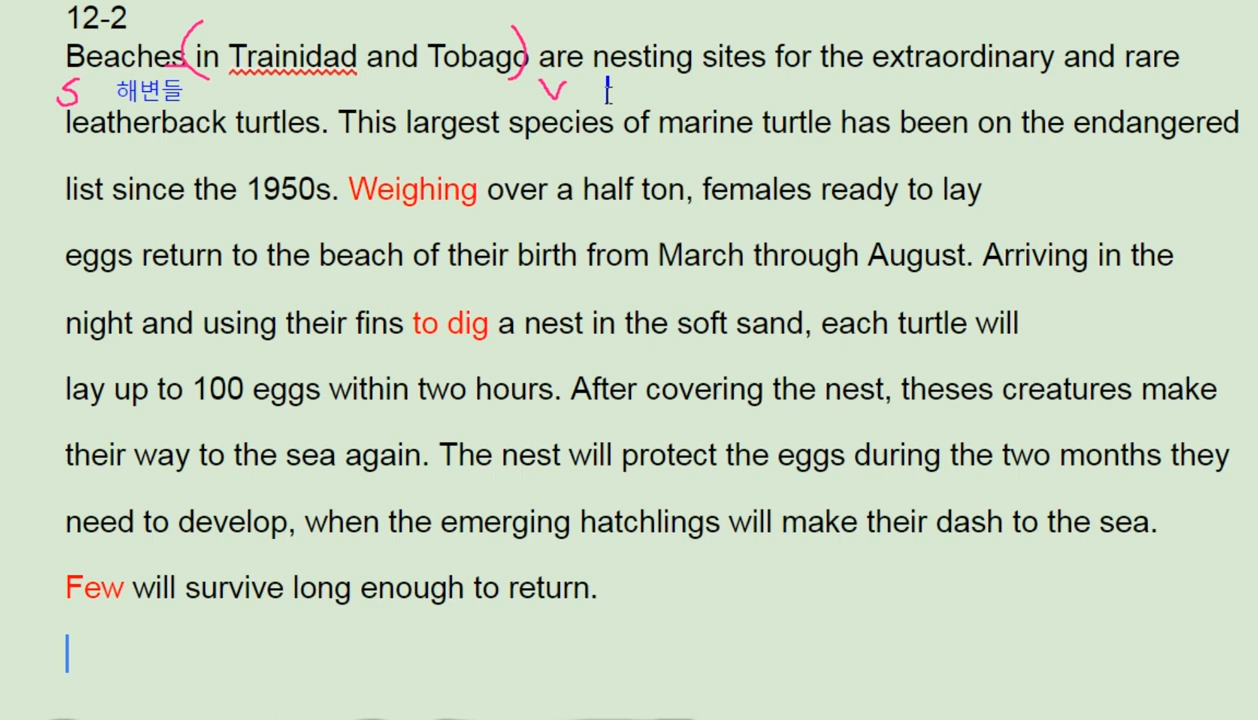 12-2
Beaches (in Trainidad and Tobago) are nesting sites for the extraordinary and rare
S 해변들 V
leatherback turtles. This largest species of marine turtle has been on the endangered
list since the 1950s. Weighing over a half ton, females ready to lay
eggs return to the beach of their birth from March through August. Arriving in the
night and using their fins to dig a nest in the soft sand, each turtle will
lay up to 100 eggs within two hours. After covering the nest, theses creatures make
their way to the sea again. The nest will protect the eggs during the two months they
need to develop, when the emerging hatchlings will make their dash to the sea.
Few will survive long enough to return.